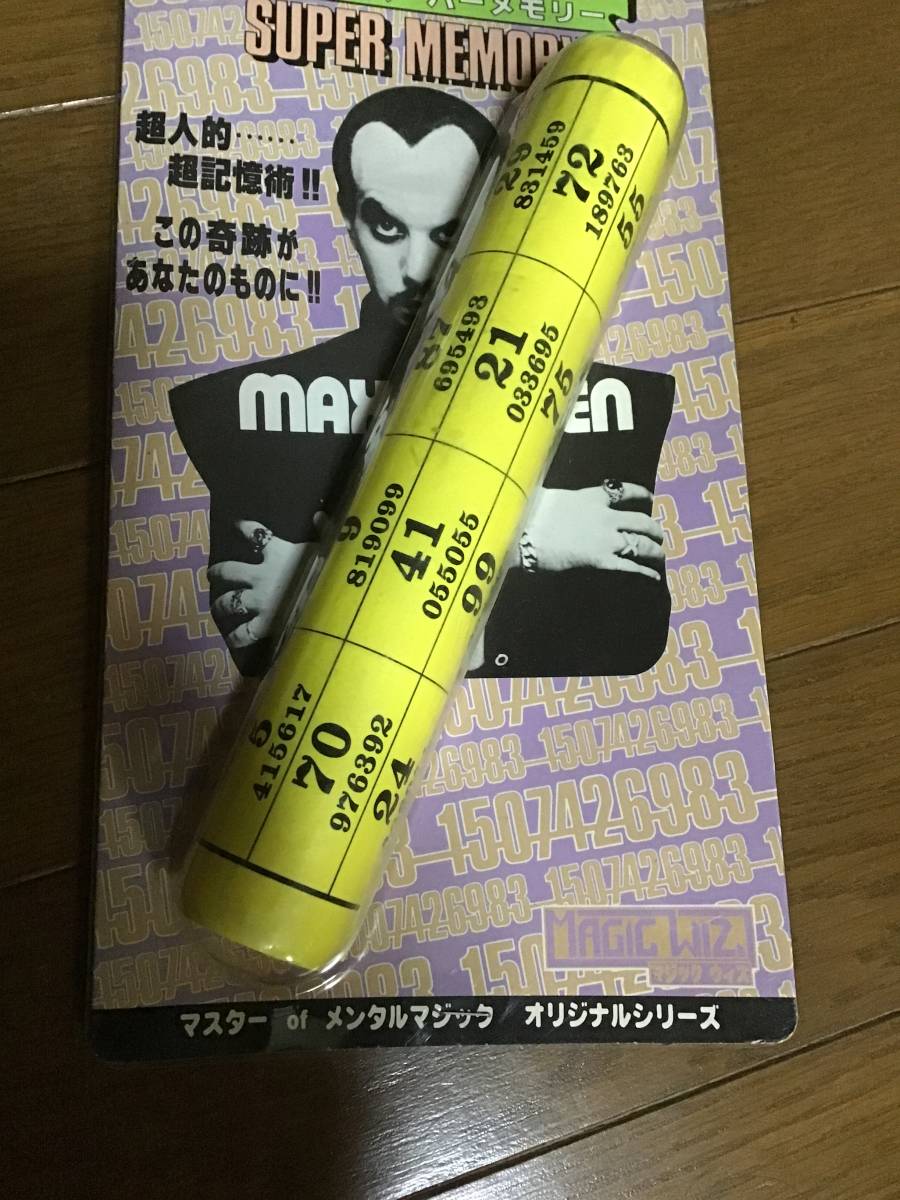 ーパーメモリー
SUPER MEMOR
超人的……
超記憶術!!
この奇跡が
あなたのものに!!
MAX EN
29
831459
72
189763
55
87
695498
21
033695
75
9
819099
41
055055
99
5
415617
70
976392
24
1507426983
MAGIC WIZ.
マジック ウイズ
マスター of メンタルマジック オリジナルシリーズ